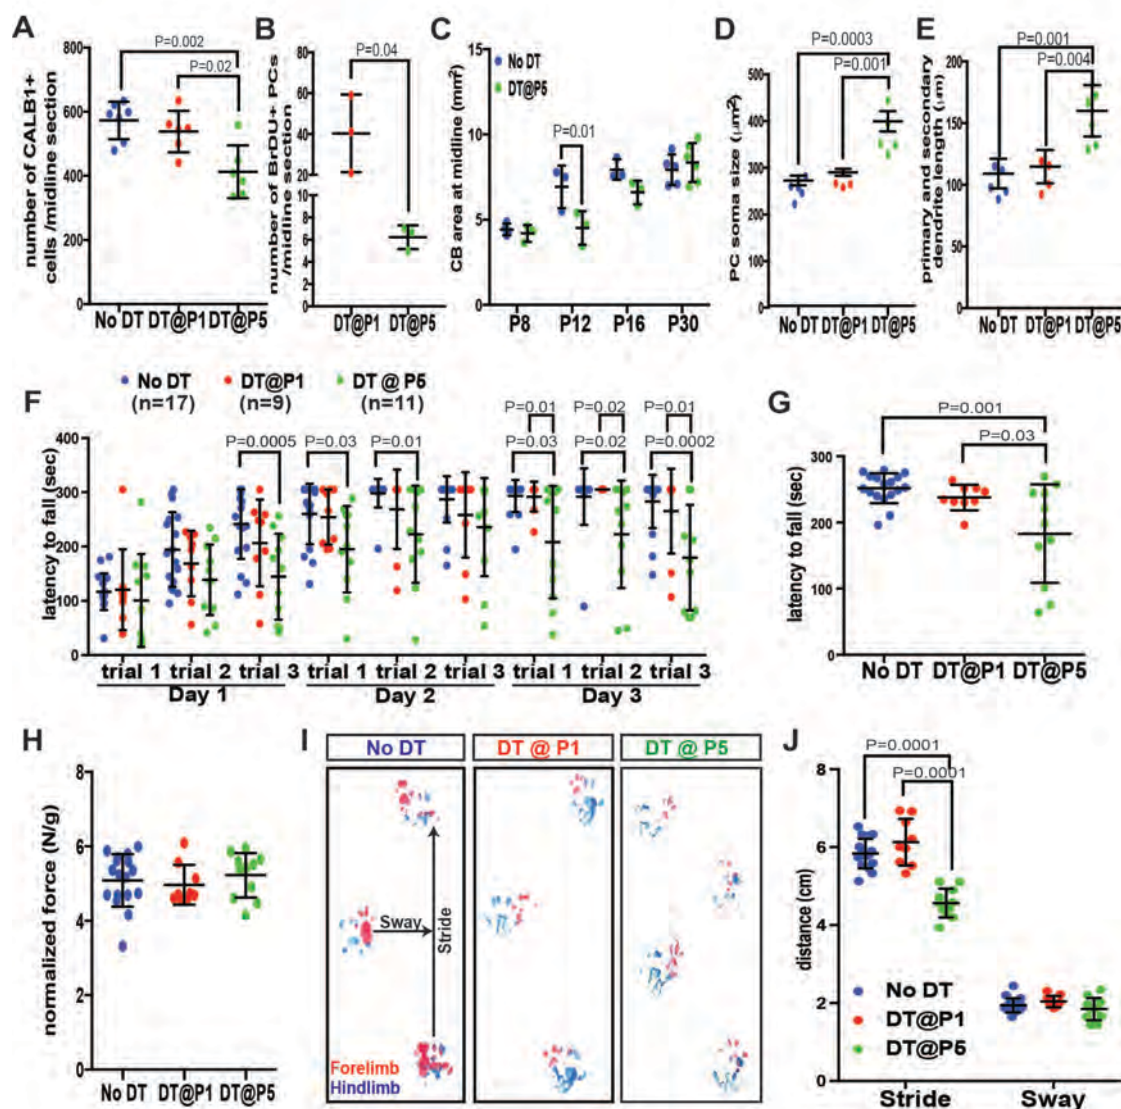 A
number of CALB1+
cells /midline section
800
600
400
200
0
P=0.002
P=0.02
No DT DT@P1 DT@P5
B
number of BrDU+ PCs
/midline section
80
60
40
20
10
5
0
P=0.04
DT@P1
DT@P5
C
CB area at midline (mm²)
15
10
5
0
No DT
DT@P5
P=0.01
P8 P12 P16 P30
D
PC soma size (µm²)
500
400
300
200
100
0
P=0.0003
P=0.001
No DT DT@P1 DT@P5
E
primary and secondary
dendrite length (µm)
200
150
100
50
0
P=0.001
P=0.004
No DT DT@P1 DT@P5
No DT DT@P1 DT @ P5
(n=17) (n=9) (n=11)
F
latency to fall (sec)
400
300
200
100
0
P=0.0005
P=0.03
P=0.01
P=0.01
P=0.03
P=0.02
P=0.02
P=0.01
P=0.0002
trial 1 trial 2 trial 3 trial 1 trial 2 trial 3 trial 1 trial 2 trial 3
Day 1 Day 2 Day 3
G
latency to fall (sec)
400
300
200
100
0
P=0.001
P=0.03
No DT DT@P1 DT@P5
H
normalized force (N/g)
8
6
4
2
0
No DT DT@P1 DT@P5
I
No DT DT @ P1 DT @ P5
Sway
Stride
Forelimb
Hindlimb
J
distance (cm)
8
6
4
2
0
P=0.0001
P=0.0001
No DT
DT@P1
DT@P5
Stride Sway